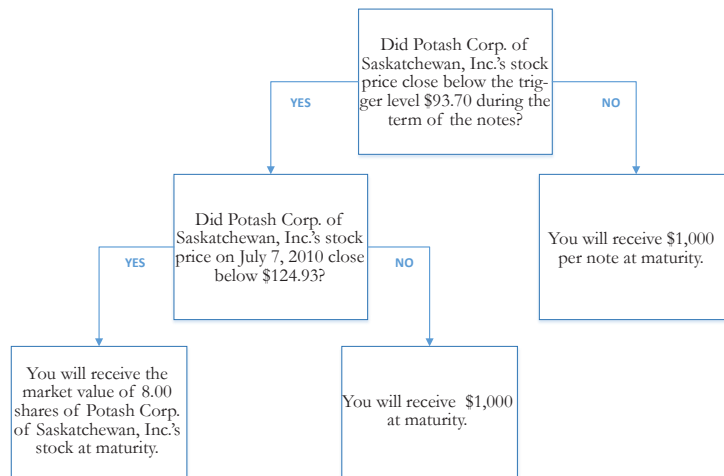 Did Potash Corp. of
Saskatchewan, Inc.'s stock
price close below the trig-
ger level $93.70 during the
term of the notes?
YES
NO
Did Potash Corp. of
Saskatchewan, Inc.'s stock
price on July 7, 2010 close
below $124.93?
You will receive $1,000
per note at maturity.
YES
NO
You will receive the
market value of 8.00
shares of Potash Corp.
of Saskatchewan, Inc.'s
stock at maturity.
You will receive $1,000
at maturity.